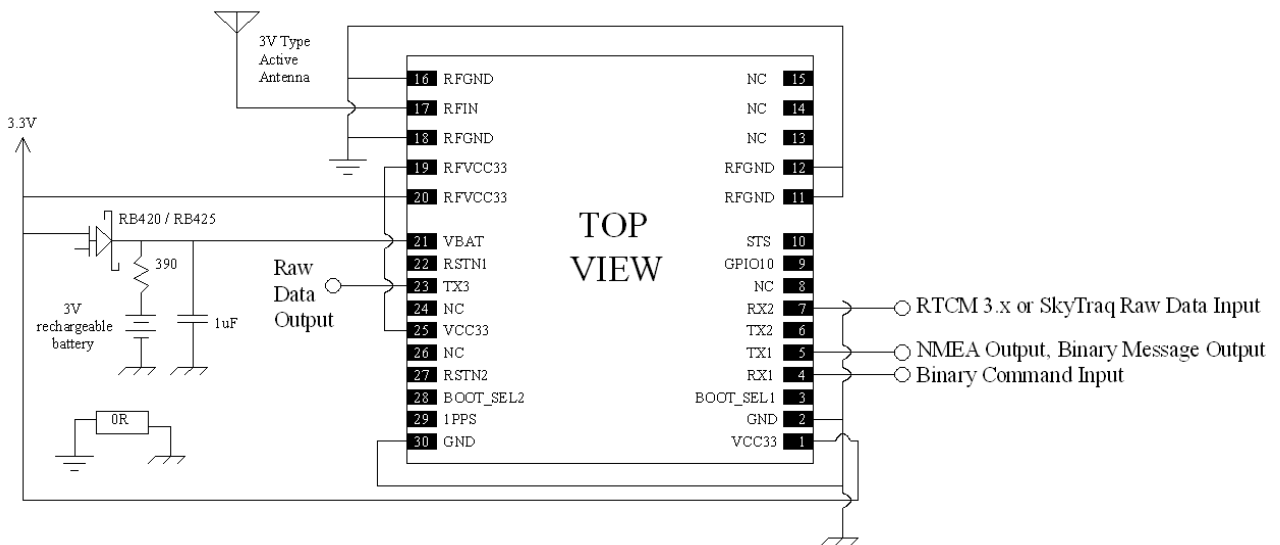 3V Type
Active
Antenna
3.3V
RB420 / RB425
390
3V
rechargeable
battery
1uF
0R
Raw
Data
Output
16 RFGND
17 RFIN
18 RFGND
19 RFVCC33
20 RFVCC33
21 VBAT
22 RSTN1
23 TX3
24 NC
25 VCC33
26 NC
27 RSTN2
28 BOOT_SEL2
29 1PPS
30 GND
TOP
VIEW
NC 15
NC 14
NC 13
RFGND 12
RFGND 11
STS 10
GPIO10 9
NC 8
RX2 7
TX2 6
TX1 5
RX1 4
BOOT_SEL1 3
GND 2
VCC33 1
RTCM 3.x or SkyTraq Raw Data Input
NMEA Output, Binary Message Output
Binary Command Input